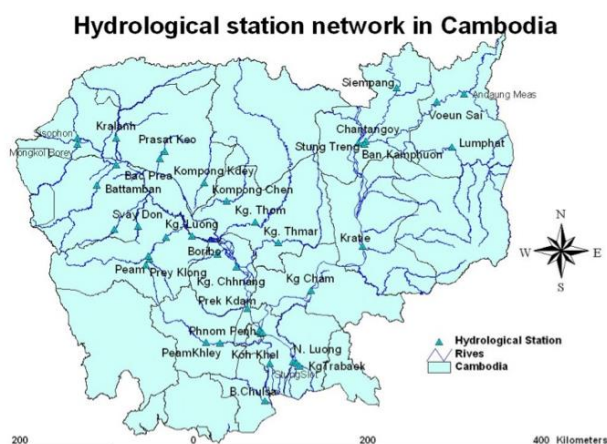 Hydrological station network in Cambodia
Siempang
Andaung Meas
Voeun Sai
Sisophon
Kralanh
Prasat Keo
Chantangoy
Mongkol Borey
Stung Treng
Ban Kamphuon
Lumphat
Bac Prea
Kompong Kdey
Battamban
Kompong Chen
Svay Don
Kg. Thom
Kg. Luong
Kg. Thmar
Kratie
N
W
E
S
Boribo
Peam
Prey Klong
Kg. Chhnang
Kg Cham
Prek Kdam
Phnom Penh
Hydrological Station
PeamKhley
Koh Khel
N. Luong
Rives
KgTrabaek
Cambodia
B.Chulsa
200
0
200
400 Kilometers